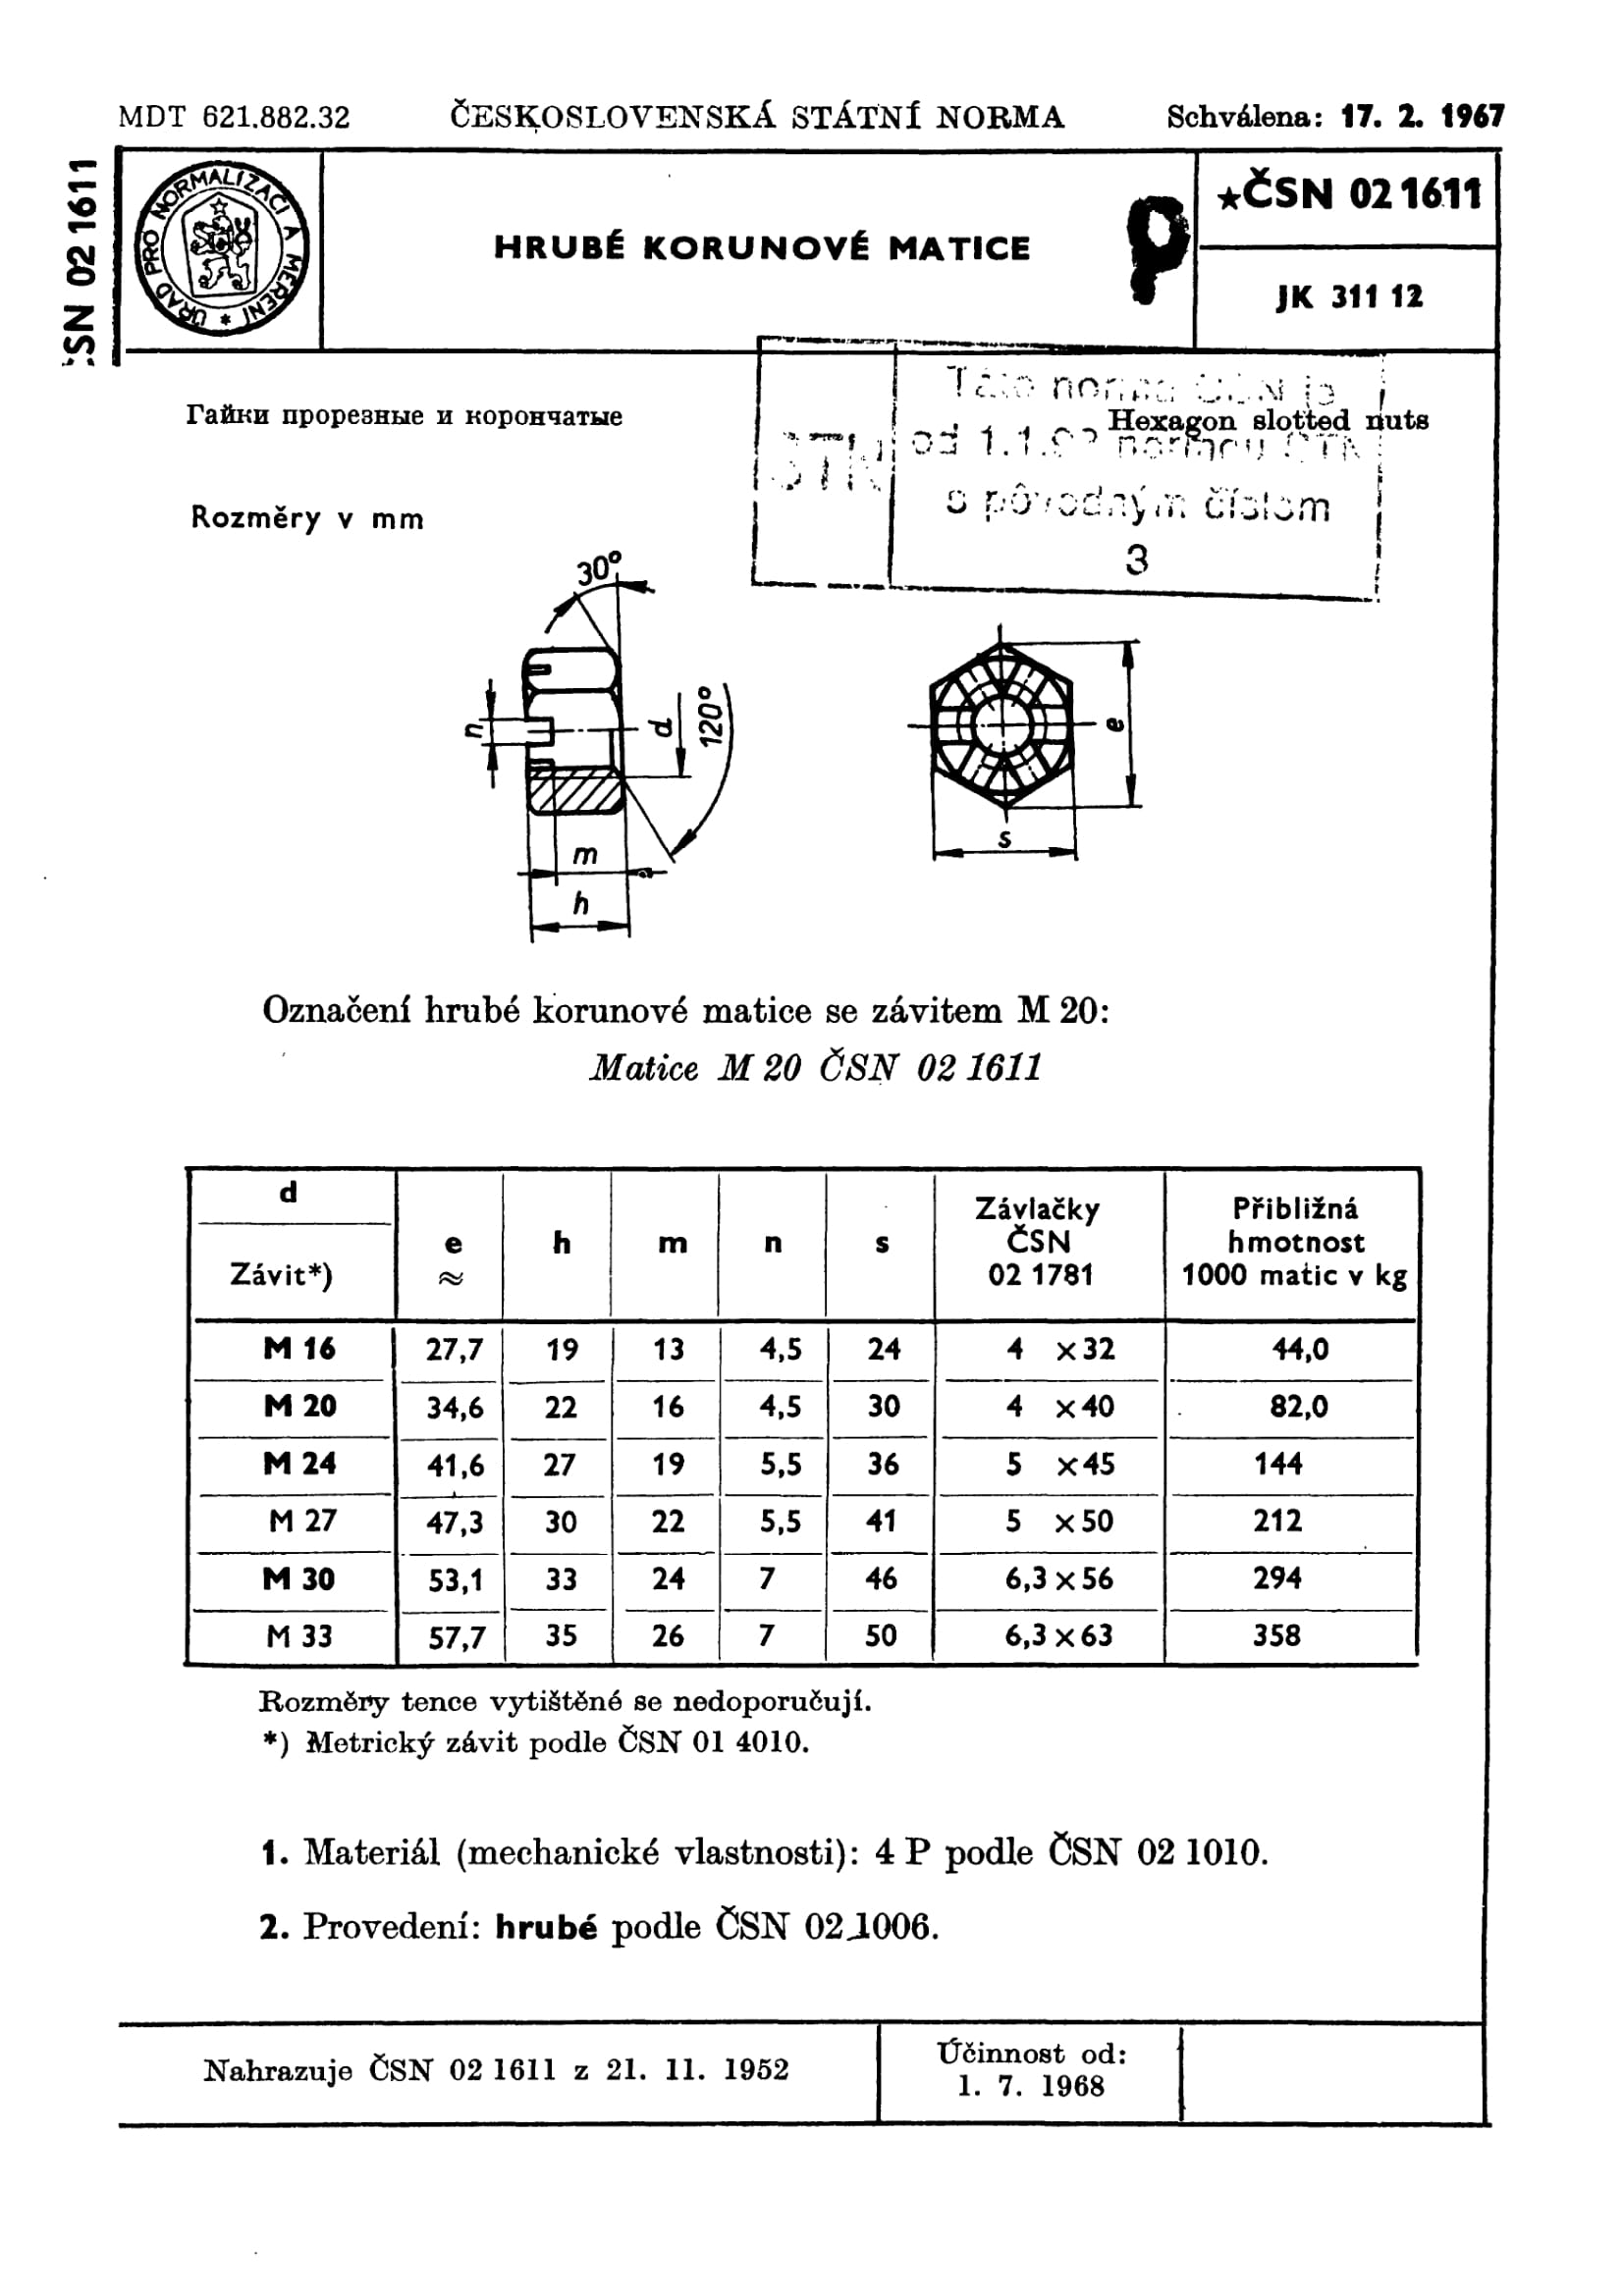 MDT 621.882.32 ČESKOSLOVENSKÁ STÁTNÍ NORMA Schválena: 17. 2. 1967
ČSN 02 1611
ÚŘAD PRO NORMALIZACI A MĚŘENÍ *
HRUBÉ KORUNOVÉ MATICE
P
★ČSN 02 1611
JK 311 12
Гайки прорезные и корончатые
Hexagon slotted nuts
STN
Táto norma ČSN je
od 1.1.93 normou STN
s pôvodným číslom
3
Rozměry v mm
30°
n
d
120°
m
h
e
s
Označení hrubé korunové matice se závitem M 20:
Matice M 20 ČSN 02 1611
d
Závit*) e ≈ h m n s Závlačky ČSN 02 1781 Přibližná hmotnost 1000 matic v kg
M 16 27,7 19 13 4,5 24 4 ×32 44,0
M 20 34,6 22 16 4,5 30 4 ×40 82,0
M 24 41,6 27 19 5,5 36 5 ×45 144
M 27 47,3 30 22 5,5 41 5 ×50 212
M 30 53,1 33 24 7 46 6,3×56 294
M 33 57,7 35 26 7 50 6,3×63 358
Rozměry tence vytištěné se nedoporučují.
*) Metrický závit podle ČSN 01 4010.
1. Materiál (mechanické vlastnosti): 4 P podle ČSN 02 1010.
2. Provedení: hrubé podle ČSN 02 1006.
Nahrazuje ČSN 02 1611 z 21. 11. 1952
Účinnost od:
1. 7. 1968